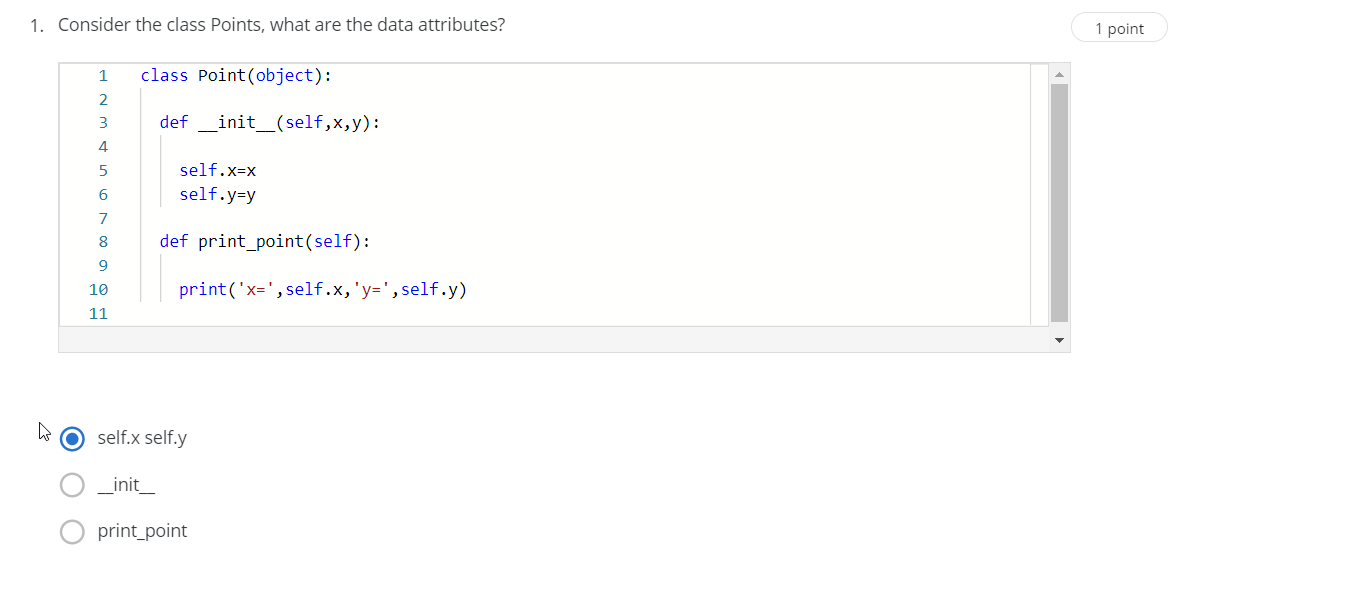 1. Consider the class Points, what are the data attributes?
1 point
1 class Point(object):
2
3 def __init__(self,x,y):
4
5 self.x=x
6 self.y=y
7
8 def print_point(self):
9
10 print('x=',self.x,'y=',self.y)
11
self.x self.y
__init__
print_point